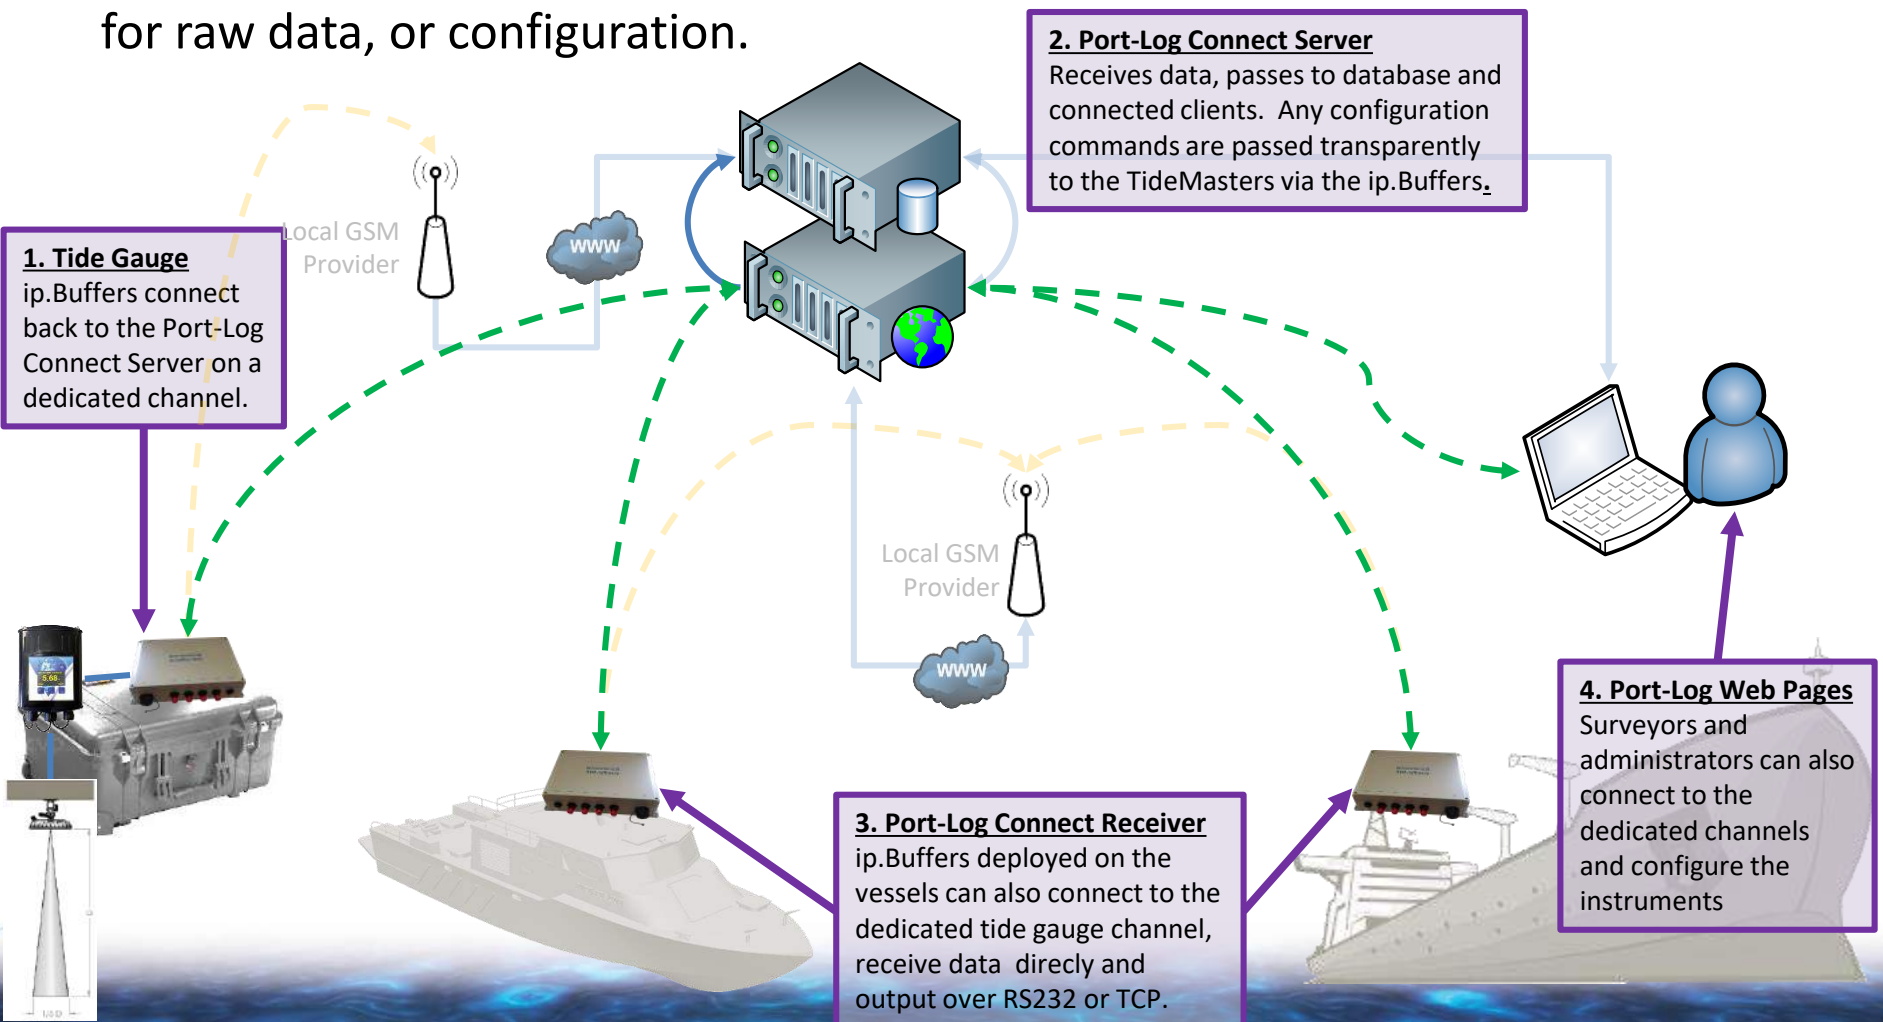 for raw data, or configuration.
2. Port-Log Connect Server
Receives data, passes to database and
connected clients.  Any configuration
commands are passed transparently
to the TideMasters via the ip.Buffers.
Local GSM
Provider
www
1. Tide Gauge
ip.Buffers connect
back to the Port-Log
Connect Server on a
dedicated channel.
Local GSM
Provider
www
5.68
4. Port-Log Web Pages
Surveyors and
administrators can also
connect to the
dedicated channels
and configure the
instruments
3. Port-Log Connect Receiver
ip.Buffers deployed on the
vessels can also connect to the
dedicated tide gauge channel,
receive data  direcly and
output over RS232 or TCP.